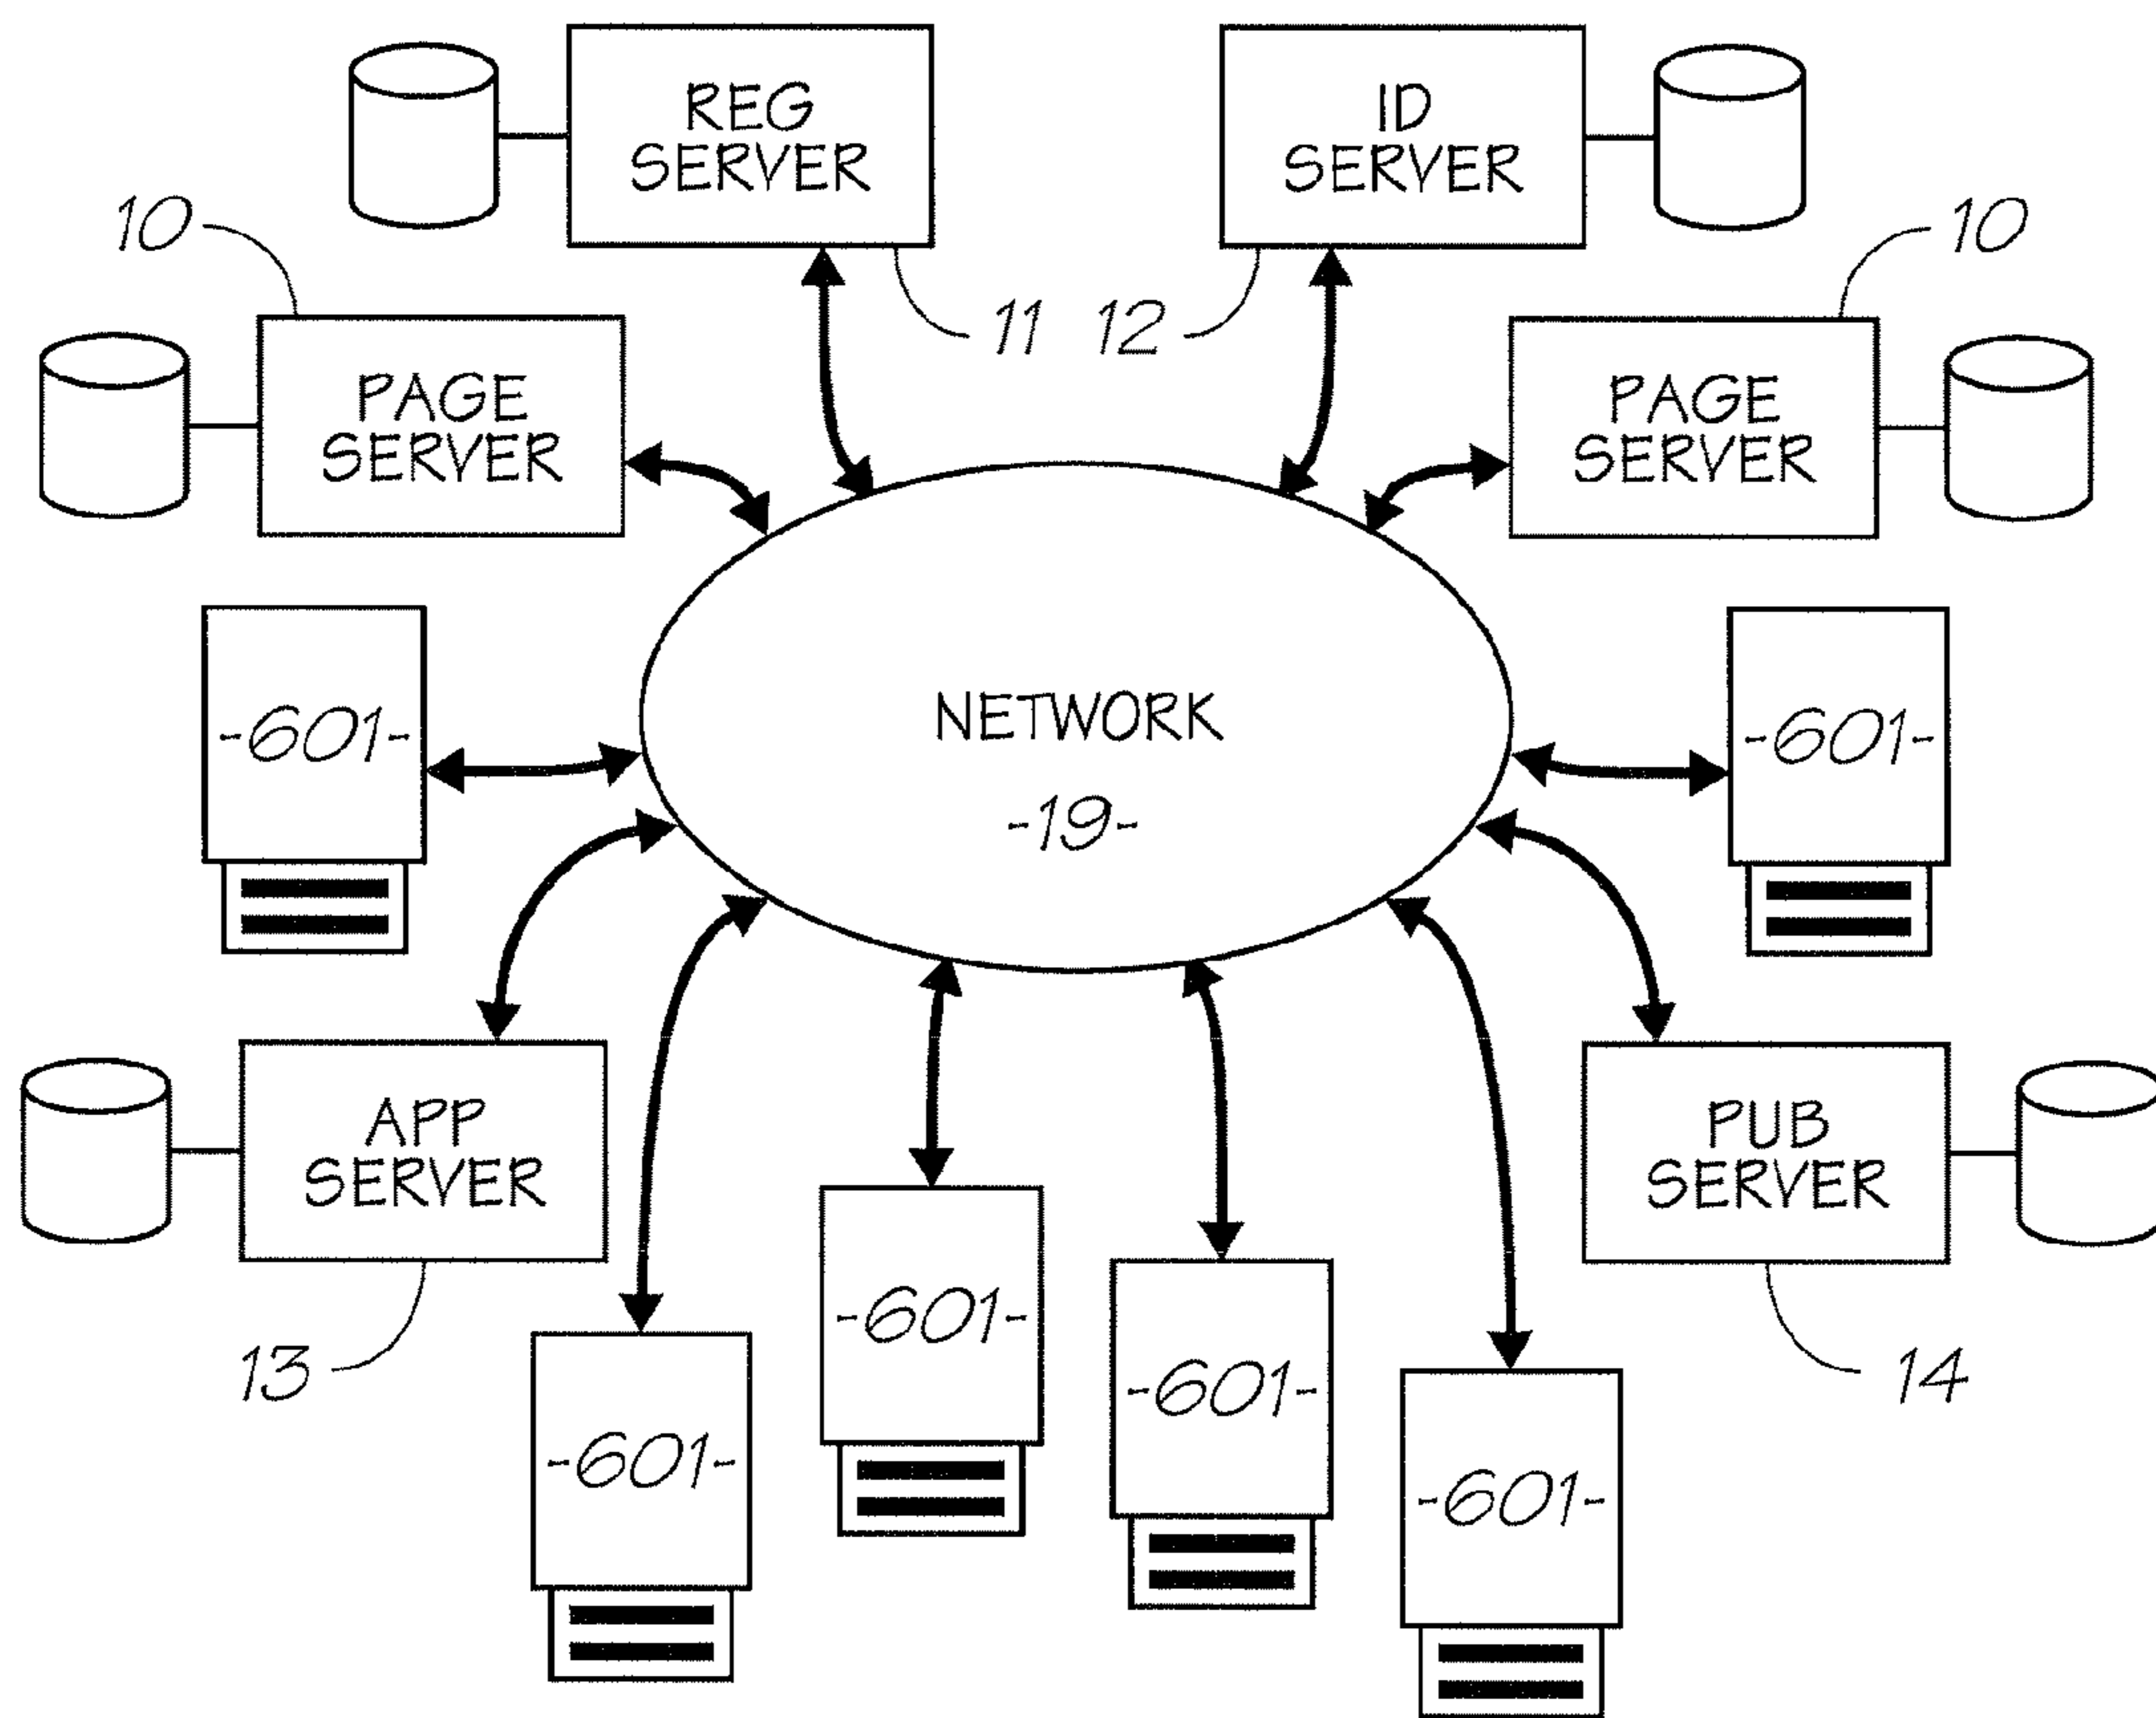 REG
SERVER
ID
SERVER
10
10
11
12
PAGE
SERVER
PAGE
SERVER
-601-
NETWORK
-19-
-601-
APP
SERVER
PUB
SERVER
13
-601-
-601-
-601-
-601-
14